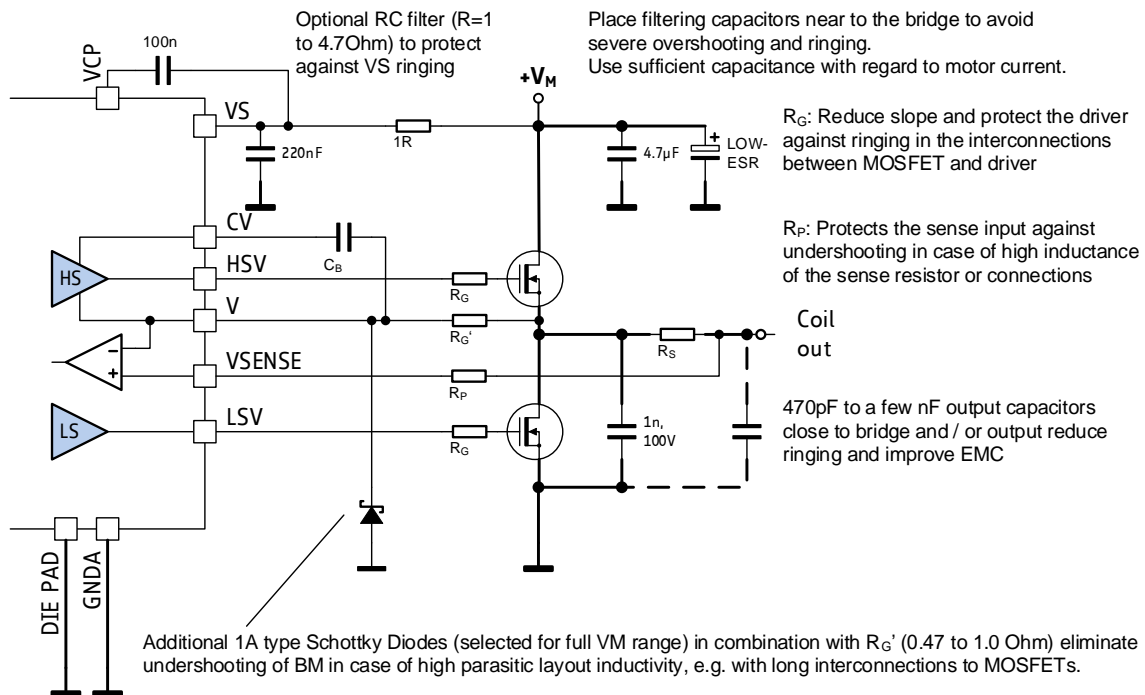 Optional RC filter (R=1
to 4.7Ohm) to protect
against VS ringing
Place filtering capacitors near to the bridge to avoid
severe overshooting and ringing.
Use sufficient capacitance with regard to motor current.
100n
VCP
+VM
VS
1R
220nF
4.7µF
+
LOW-
ESR
RG: Reduce slope and protect the driver
against ringing in the interconnections
between MOSFET and driver
CV
CB
HS
HSV
RG
RP: Protects the sense input against
undershooting in case of high inductance
of the sense resistor or connections
V
RG'
RS
Coil
out
-
+
VSENSE
RP
LS
LSV
RG
1n,
100V
470pF to a few nF output capacitors
close to bridge and / or output reduce
ringing and improve EMC
DIE PAD
GNDA
Additional 1A type Schottky Diodes (selected for full VM range) in combination with RG' (0.47 to 1.0 Ohm) eliminate
undershooting of BM in case of high parasitic layout inductivity, e.g. with long interconnections to MOSFETs.